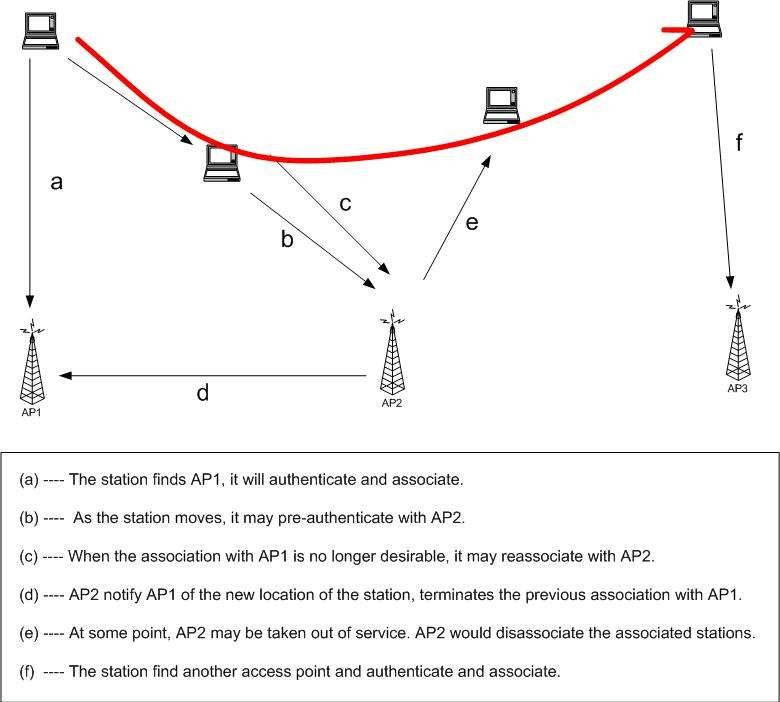 a
b
c
d
e
f
AP1
AP2
AP3
(a) ---- The station finds AP1, it will authenticate and associate.
(b) ---- As the station moves, it may pre-authenticate with AP2.
(c) ---- When the association with AP1 is no longer desirable, it may reassociate with AP2.
(d) ---- AP2 notify AP1 of the new location of the station, terminates the previous association with AP1.
(e) ---- At some point, AP2 may be taken out of service. AP2 would disassociate the associated stations.
(f) ---- The station find another access point and authenticate and associate.